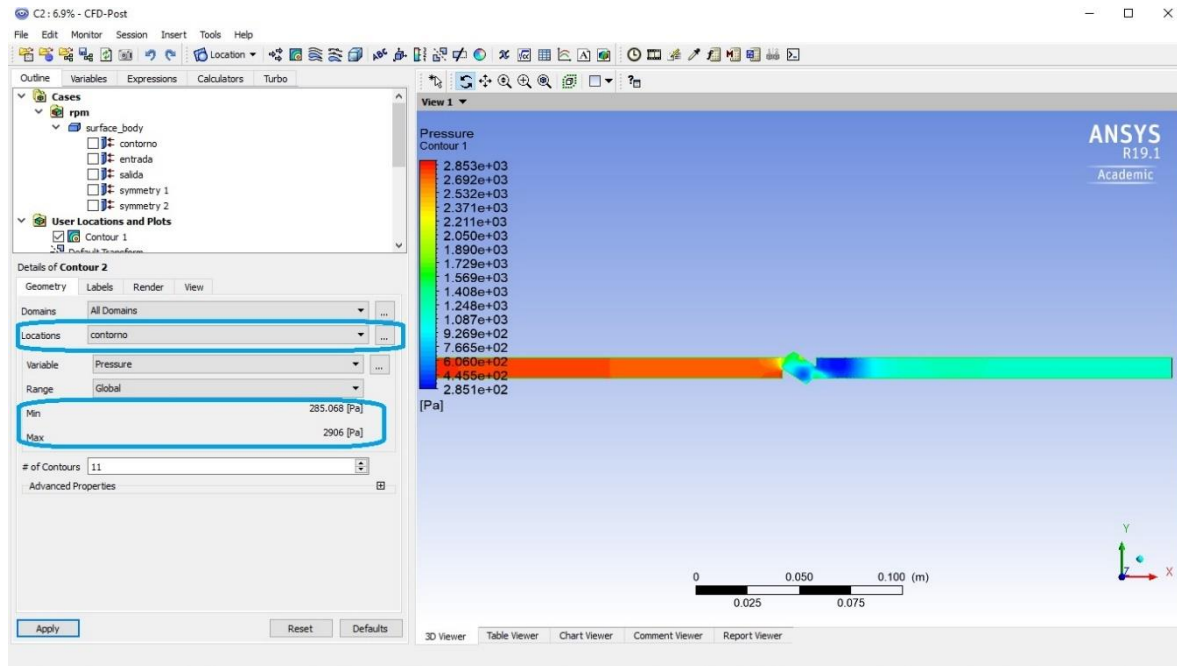 C2 : 6.9% - CFD-Post
File Edit Monitor Session Insert Tools Help
Location
Outline Variables Expressions Calculators Turbo
Cases
rpm
surface_body
contorno
entrada
salida
symmetry 1
symmetry 2
User Locations and Plots
Contour 1
Default Transform
Details of Contour 2
Geometry Labels Render View
Domains All Domains ...
Locations contorno ...
Variable Pressure ...
Range Global
Min 285.068 [Pa]
Max 2906 [Pa]
# of Contours 11
Advanced Properties
Apply Reset Defaults
View 1
Pressure
Contour 1
2.853e+03
2.692e+03
2.532e+03
2.371e+03
2.211e+03
2.050e+03
1.890e+03
1.729e+03
1.569e+03
1.408e+03
1.248e+03
1.087e+03
9.269e+02
7.665e+02
6.060e+02
4.455e+02
2.851e+02
[Pa]
ANSYS
R19.1
Academic
Y
Z X
0 0.050 0.100 (m)
0.025 0.075
3D Viewer Table Viewer Chart Viewer Comment Viewer Report Viewer